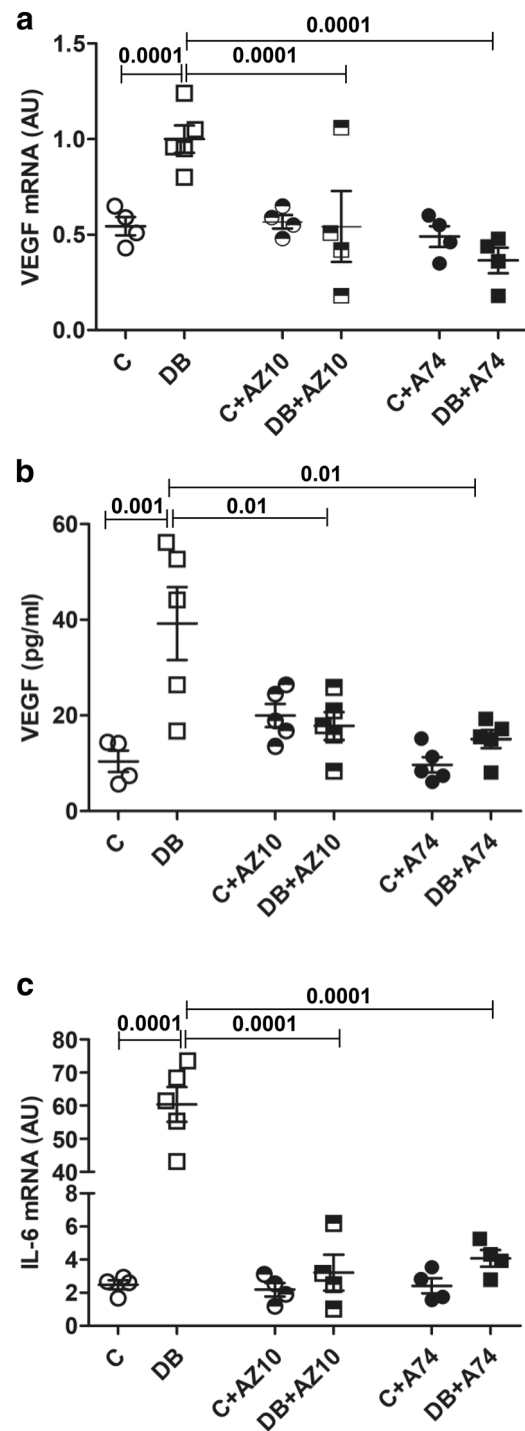 a
0.0001
0.0001 0.0001
VEGF mRNA (AU)
1.5
1.0
0.5
0.0
C DB C+AZ10 DB+AZ10 C+A74 DB+A74
b
0.01
0.001 0.01
VEGF (pg/ml)
60
40
20
0
C DB C+AZ10 DB+AZ10 C+A74 DB+A74
c
0.0001
0.0001 0.0001
IL-6 mRNA (AU)
80
70
60
50
40
8
6
4
2
0
C DB C+AZ10 DB+AZ10 C+A74 DB+A74